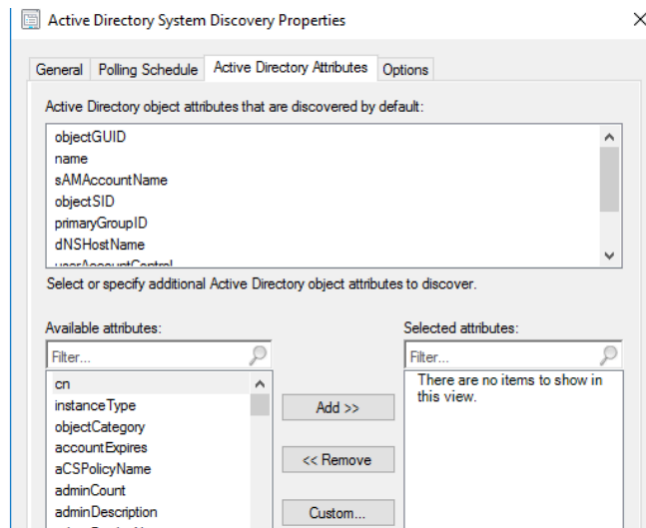 Active Directory System Discovery Properties
General
Polling Schedule
Active Directory Attributes
Options
Active Directory object attributes that are discovered by default:
objectGUID
name
sAMAccountName
objectSID
primaryGroupID
dNSHostName
userAccountControl
Select or specify additional Active Directory object attributes to discover.
Available attributes:
Filter...
cn
instanceType
objectCategory
accountExpires
aCSPolicyName
adminCount
adminDescription
Add >>
<< Remove
Custom...
Selected attributes:
Filter...
There are no items to show in
this view.